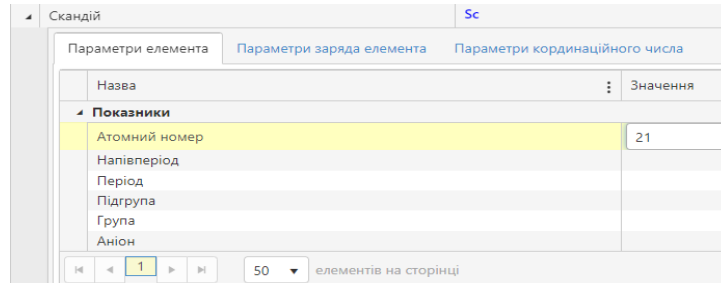 Скандій Sc
Параметри елемента Параметри заряда елемента Параметри кординаційного числа
Назва Значення
Показники
Атомний номер 21
Напівперіод
Період
Підгрупа
Група
Аніон
1 50 елементів на сторінці